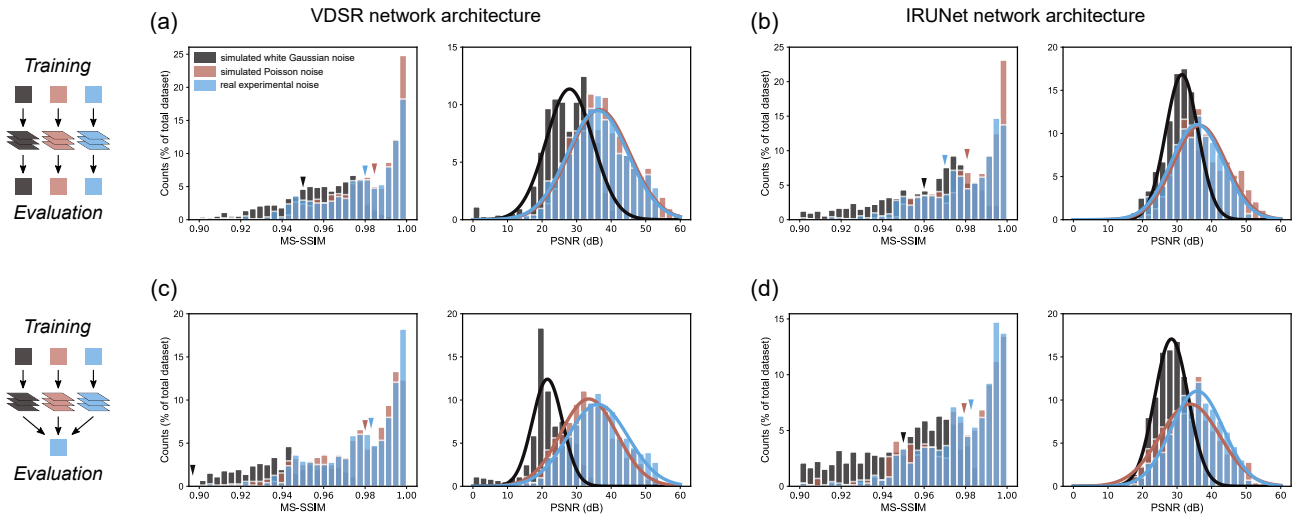 VDSR network architecture
IRUNet network architecture
(a)
Training
Evaluation
25
20
15
10
5
0
Counts (% of total dataset)
0.90 0.92 0.94 0.96 0.98 1.00
MS-SSIM
simulated white Gaussian noise
simulated Poisson noise
real experimental noise
15
10
5
0
0 10 20 30 40 50 60
PSNR (dB)
(b)
25
20
15
10
5
0
Counts (% of total dataset)
0.90 0.92 0.94 0.96 0.98 1.00
MS-SSIM
20
15
10
5
0
0 10 20 30 40 50 60
PSNR (dB)
(c)
Training
Evaluation
20
15
10
5
0
Counts (% of total dataset)
0.90 0.92 0.94 0.96 0.98 1.00
MS-SSIM
20
15
10
5
0
0 10 20 30 40 50 60
PSNR (dB)
(d)
15
10
5
0
Counts (% of total dataset)
0.90 0.92 0.94 0.96 0.98 1.00
MS-SSIM
20
15
10
5
0
0 10 20 30 40 50 60
PSNR (dB)